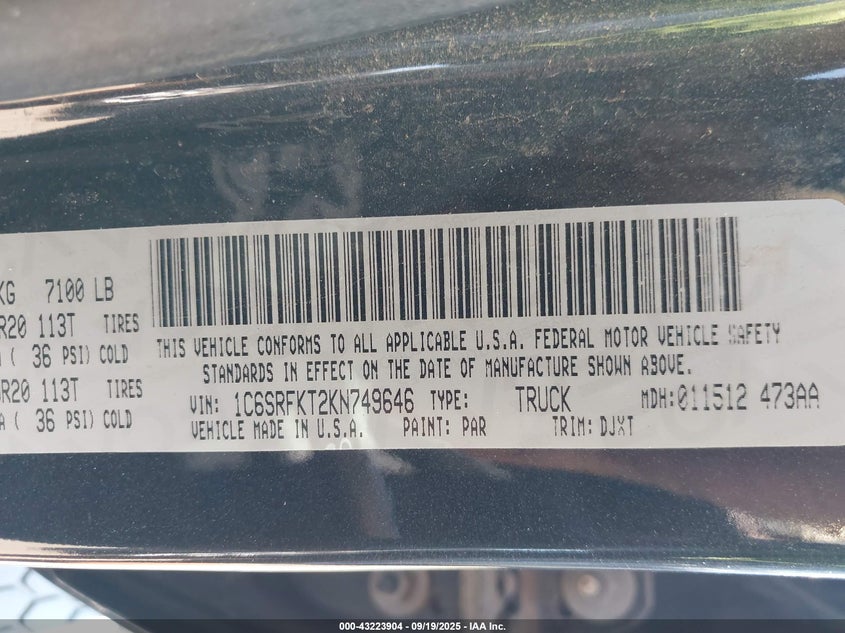 KG 7100 LB
R20 113T TIRES
( 36 PSI) COLD
R20 113T TIRES
A ( 36 PSI) COLD
THIS VEHICLE CONFORMS TO ALL APPLICABLE U.S.A. FEDERAL MOTOR VEHICLE SAFETY
STANDARDS IN EFFECT ON THE DATE OF MANUFACTURE SHOWN ABOVE.
VIN: 1C6SRFKT2KN749646 TYPE: TRUCK MDH:011512 473AA
VEHICLE MADE IN U.S.A. PAINT: PAR TRIM: DJXT
000-43223904 - 09/19/2025 - IAA Inc.